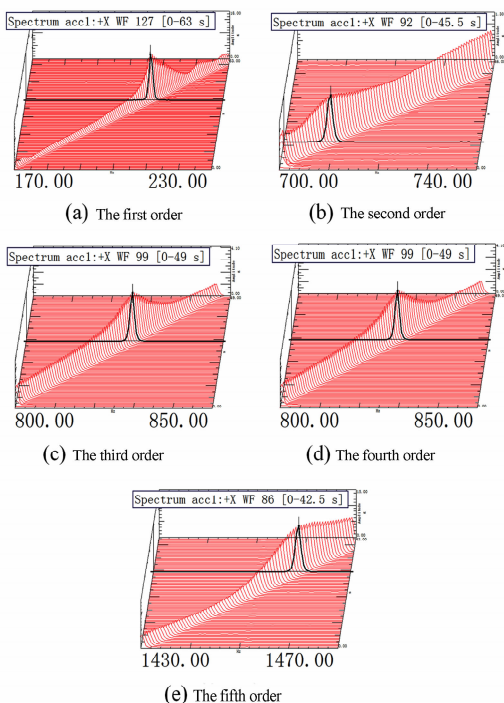 Spectrum acc1:+X WF 127 [0-63 s]
170.00 230.00
(a) The first order
Spectrum acc1:+X WF 92 [0-45.5 s]
700.00 740.00
(b) The second order
Spectrum acc1:+X WF 99 [0-49 s]
800.00 850.00
(c) The third order
Spectrum acc1:+X WF 99 [0-49 s]
800.00 850.00
(d) The fourth order
Spectrum acc1:+X WF 86 [0-42.5 s]
1430.00 1470.00
(e) The fifth order